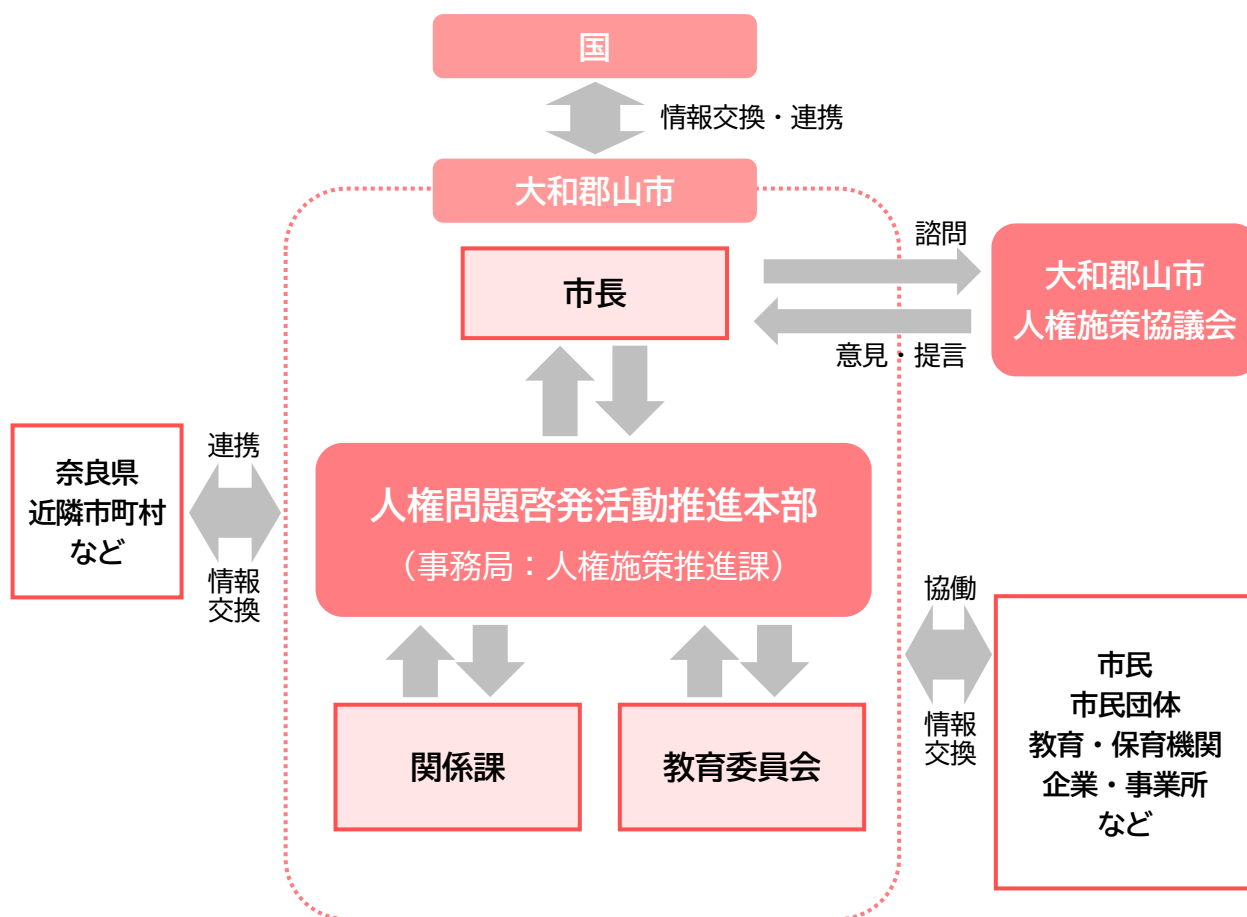 国
情報交換・連携
大和郡山市
市長
諮問
意見・提言
大和郡山市
人権施策協議会
奈良県
近隣市町村
など
連携
情報
交換
人権問題啓発活動推進本部
（事務局：人権施策推進課）
関係課
教育委員会
協働
情報
交換
市民
市民団体
教育・保育機関
企業・事業所
など